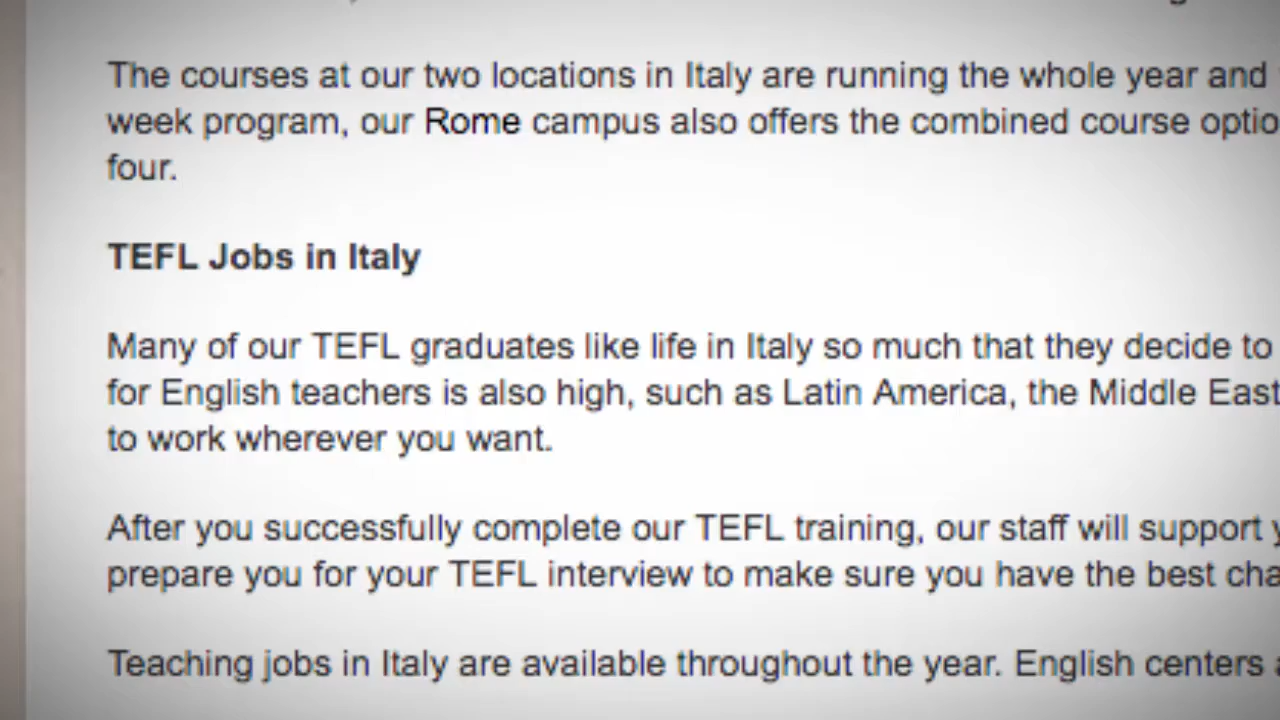 The courses at our two locations in Italy are running the whole year and
week program, our Rome campus also offers the combined course optio
four.
TEFL Jobs in Italy
Many of our TEFL graduates like life in Italy so much that they decide to
for English teachers is also high, such as Latin America, the Middle East
to work wherever you want.
After you successfully complete our TEFL training, our staff will support y
prepare you for your TEFL interview to make sure you have the best cha
Teaching jobs in Italy are available throughout the year. English centers a